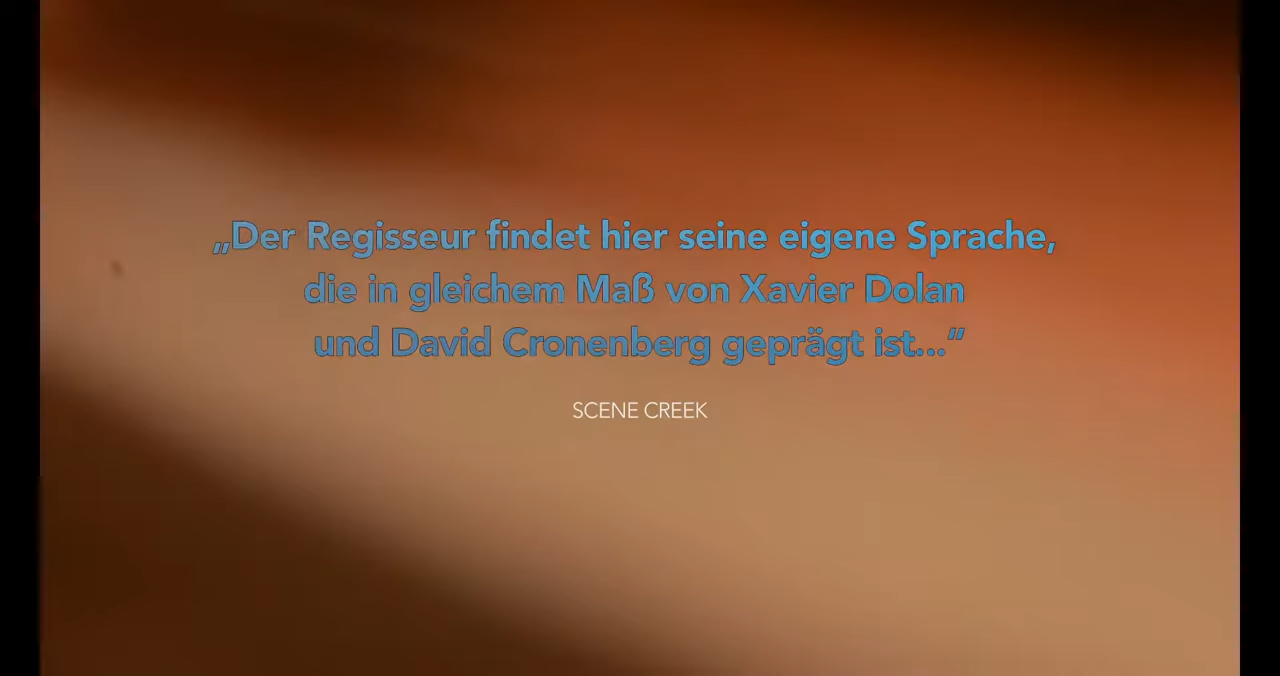 „Der Regisseur findet hier seine eigene Sprache,
die in gleichem Maß von Xavier Dolan
und David Cronenberg geprägt ist...”
SCENE CREEK